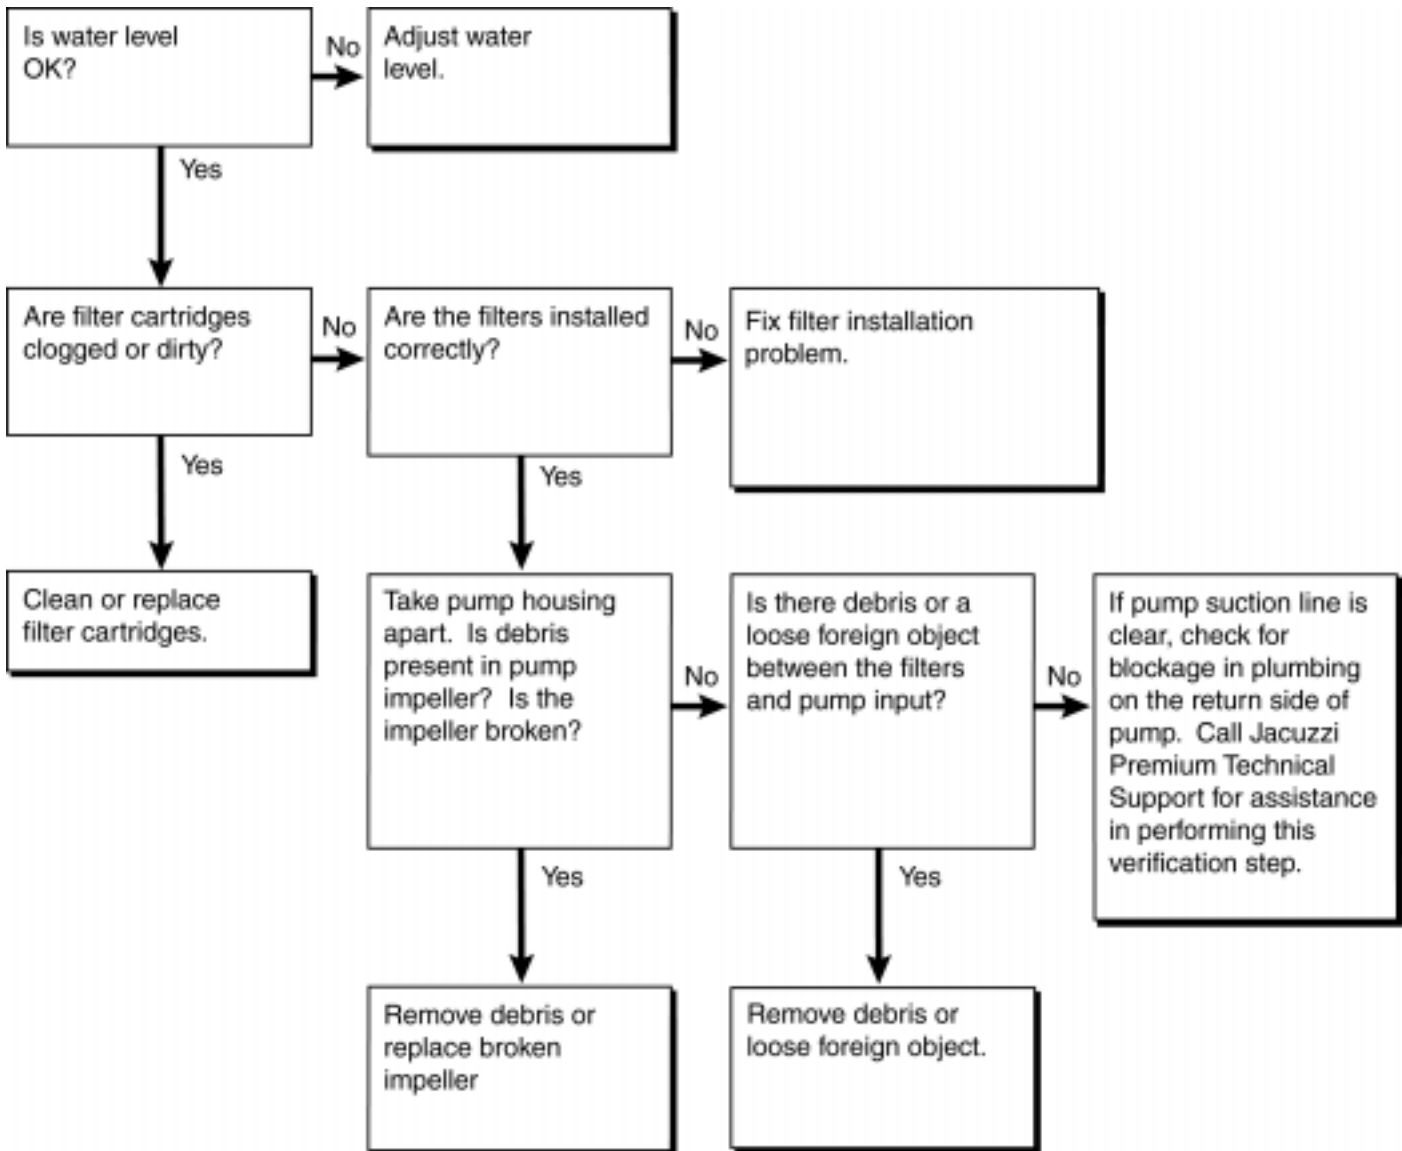 Is water level
OK?
No
Adjust water
level.
Yes
Are filter cartridges
clogged or dirty?
No
Are the filters installed
correctly?
No
Fix filter installation
problem.
Yes
Yes
Clean or replace
filter cartridges.
Take pump housing
apart.  Is debris
present in pump
impeller?  Is the
impeller broken?
No
Is there debris or a
loose foreign object
between the filters
and pump input?
No
If pump suction line is
clear, check for
blockage in plumbing
on the return side of
pump.  Call Jacuzzi
Premium Technical
Support for assistance
in performing this
verification step.
Yes
Yes
Remove debris or
replace broken
impeller
Remove debris or
loose foreign object.